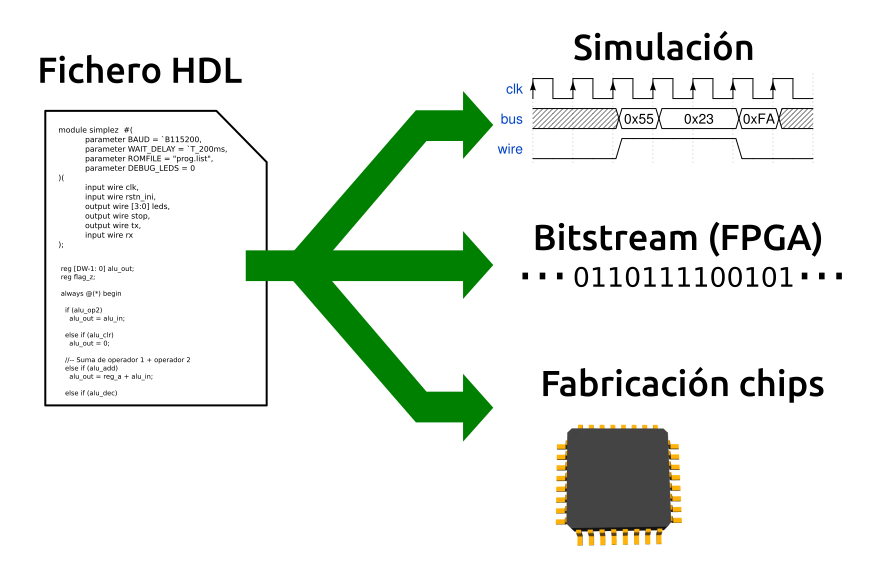 Fichero HDL
module simplez #(
parameter BAUD = `B115200,
parameter WAIT_DELAY = `T_200ms,
parameter ROMFILE = "prog.list",
parameter DEBUG_LEDS = 0
)(
input wire clk,
input wire rstn_ini,
output wire [3:0] leds,
output wire stop,
output wire tx,
input wire rx
);
reg [DW-1: 0] alu_out;
reg flag_z;
always @(*) begin
if (alu_op2)
alu_out = alu_in;
else if (alu_clr)
alu_out = 0;
//-- Suma de operador 1 + operador 2
else if (alu_add)
alu_out = reg_a + alu_in;
else if (alu_dec)
Simulación
clk
bus 0x55 0x23 0xFA
wire
Bitstream (FPGA)
···0110111100101···
Fabricación chips